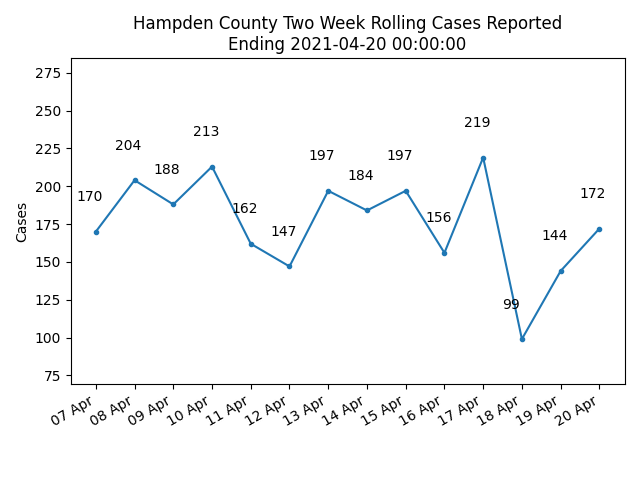 Hampden County Two Week Rolling Cases Reported
Ending 2021-04-20 00:00:00
Cases
275
250
225
200
175
150
125
100
75
170
204
188
213
162
147
197
184
197
156
219
99
144
172
07 Apr
08 Apr
09 Apr
10 Apr
11 Apr
12 Apr
13 Apr
14 Apr
15 Apr
16 Apr
17 Apr
18 Apr
19 Apr
20 Apr